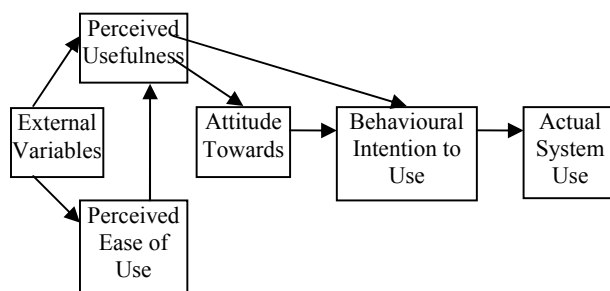 Perceived
Usefulness
External
Variables
Attitude
Towards
Behavioural
Intention to
Use
Actual
System
Use
Perceived
Ease of
Use